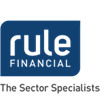 rule
FINANCIAL
The Sector Specialists